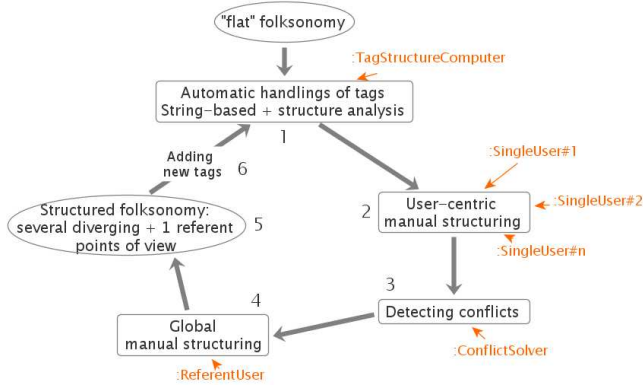 "flat" folksonomy
:TagStructureComputer
Automatic handlings of tags
String-based + structure analysis
1
Adding
new tags
6
:SingleUser#1
Structured folksonomy:
several diverging + 1 referent
points of view
5
2
User-centric
manual structuring
:SingleUser#2
:SingleUser#n
3
Detecting conflicts
:ConflictSolver
4
Global
manual structuring
:ReferentUser